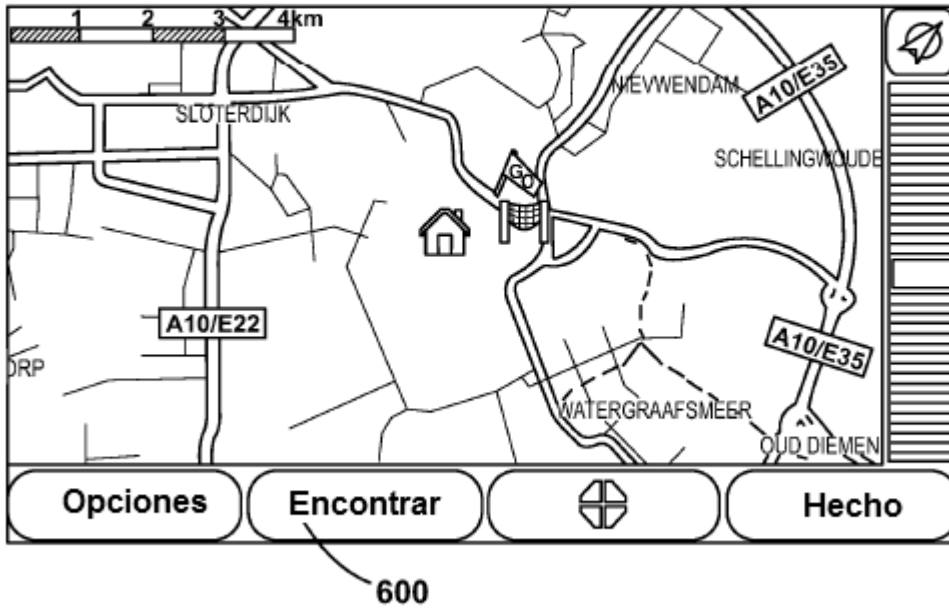 1 2 3 4km
NIEVWENDAM
A10/E35
SLOTERDIJK
SCHELLINGWOUDE
GO
A10/E22
A10/E35
ORP
WATERGRAAFSMEER
OUD DIEMEN
Opciones Encontrar Hecho
600